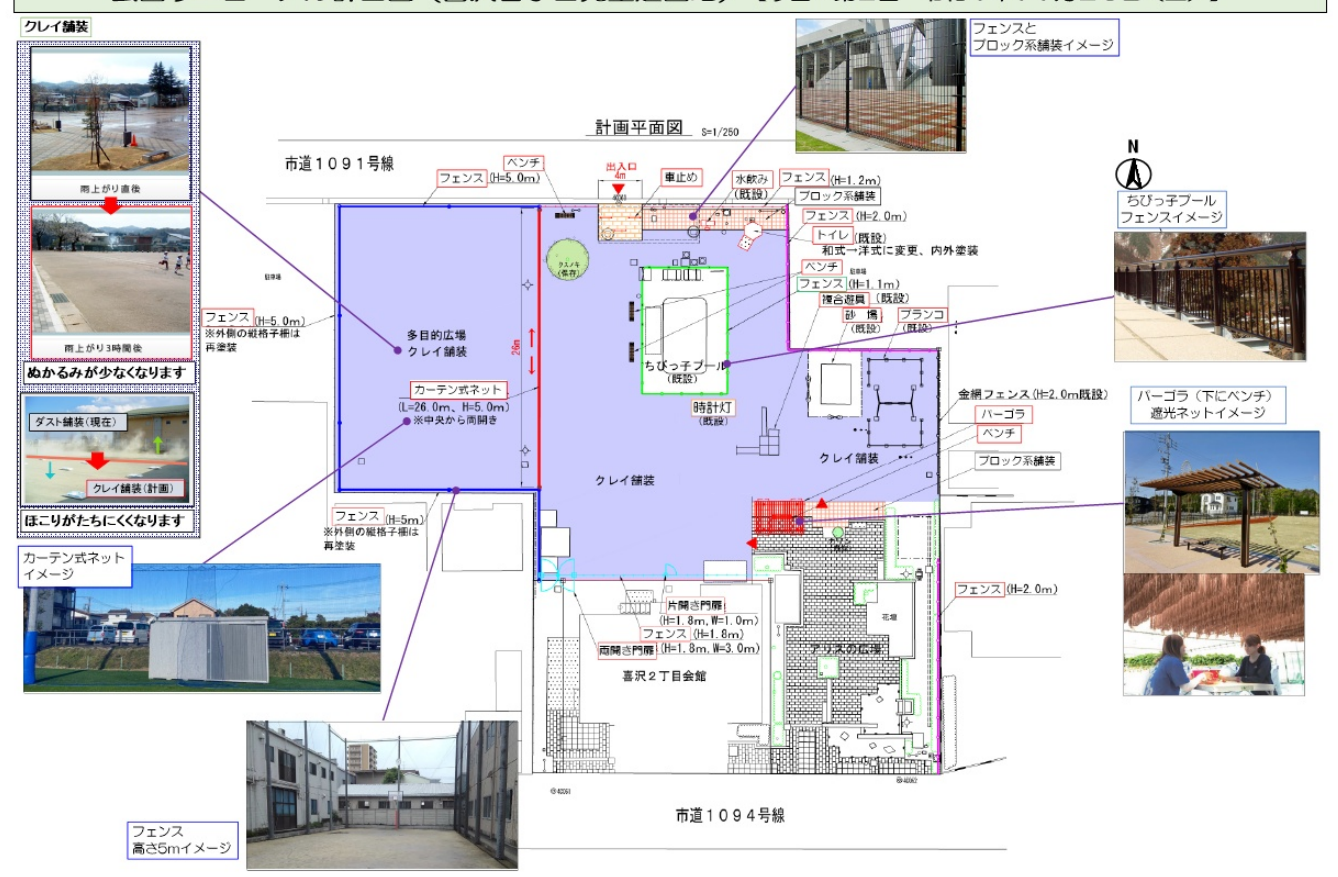 クレイ舗装
雨上がり直後
雨上がり3時間後
ぬかるみが少なくなります
ダスト舗装(現在)
クレイ舗装(計画)
ほこりがたちにくくなります
カーテン式ネット
イメージ
フェンス
高さ5mイメージ
フェンスと
ブロック系舗装イメージ
計画平面図 S=1/250
市道1091号線
ベンチ
フェンス(H=5.0m)
出入口
4m
車止め
水飲み
(既設)
フェンス(H=1.2m)
ブロック系舗装
フェンス(H=2.0m)
トイレ(既設)
和式→洋式に変更、内外塗装
ベンチ
駐車場
フェンス(H=1.1m)
複合遊具(既設)
砂 場
(既設)
ブランコ
(既設)
クスノキ
(保存)
駐車場
フェンス(H=5.0m)
※外側の縦格子柵は
再塗装
多目的広場
クレイ舗装
26m
ちびっ子プール
(既設)
カーテン式ネット
(L=26.0m、H=5.0m)
※中央から両開き
時計灯
(既設)
金網フェンス(H=2.0m既設)
パーゴラ
ベンチ
ブロック系舗装
クレイ舗装
クレイ舗装
フェンス(H=5m)
※外側の縦格子柵は
再塗装
片開き門扉
(H=1.8m,W=1.0m)
フェンス(H=1.8m)
両開き門扉(H=1.8m,W=3.0m)
喜沢2丁目会館
花壇
アリスの広場
フェンス(H=2.0m)
市道1094号線
N
ちびっ子プール
フェンスイメージ
パーゴラ(下にベンチ)
遮光ネットイメージ